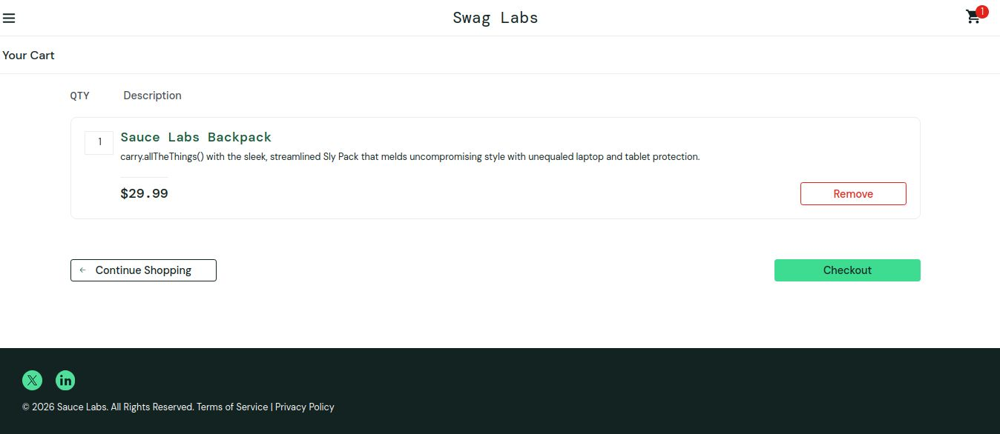 Swag Labs
1
Your Cart
QTY Description
1
Sauce Labs Backpack
carry.allTheThings() with the sleek, streamlined Sly Pack that melds uncompromising style with unequaled laptop and tablet protection.
$29.99
Remove
Continue Shopping
Checkout
© 2026 Sauce Labs. All Rights Reserved. Terms of Service | Privacy Policy